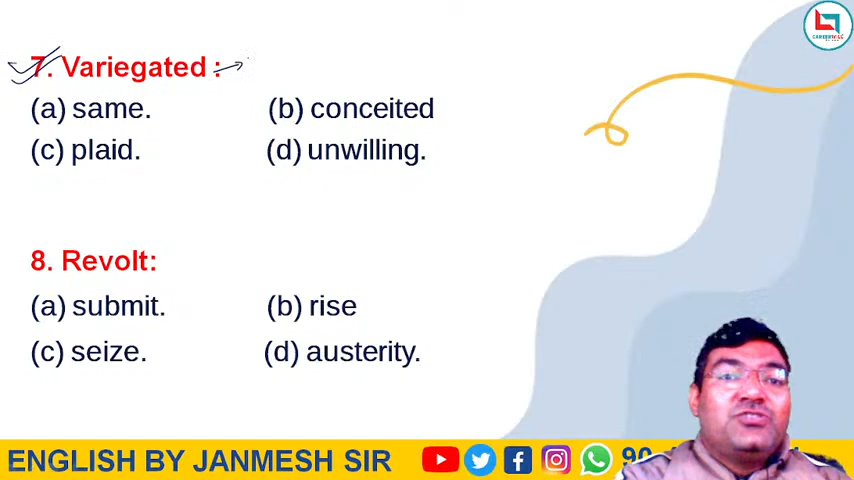 7. Variegated :
(a) same. (b) conceited
(c) plaid. (d) unwilling.
8. Revolt:
(a) submit. (b) rise
(c) seize. (d) austerity.
ENGLISH BY JANMESH SIR